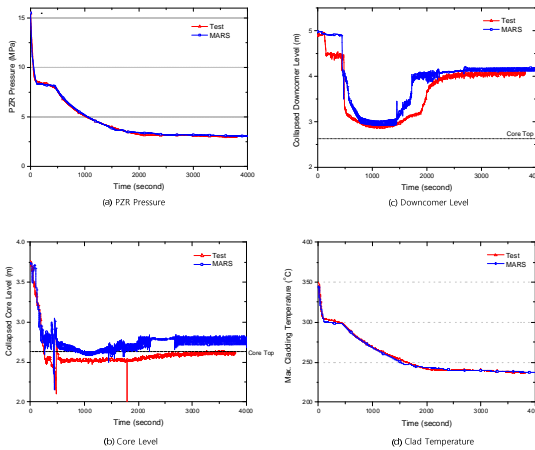 Test
MARS
PZR Pressure (MPa)
15
10
5
0
0
1000
2000
3000
4000
Time (second)
(a) PZR Pressure
Test
MARS
Collapsed Downcomer Level (m)
5
4
3
2
Core Top
0
1000
2000
3000
4000
Time (second)
(c) Downcomer Level
Test
MARS
Collapsed Core Level (m)
4.0
3.5
3.0
2.5
2.0
Core Top
0
1000
2000
3000
4000
Time (second)
(b) Core Level
Test
MARS
Max. Cladding Temperature (°C)
400
350
300
250
200
0
1000
2000
3000
4000
Time (second)
(d) Clad Temperature